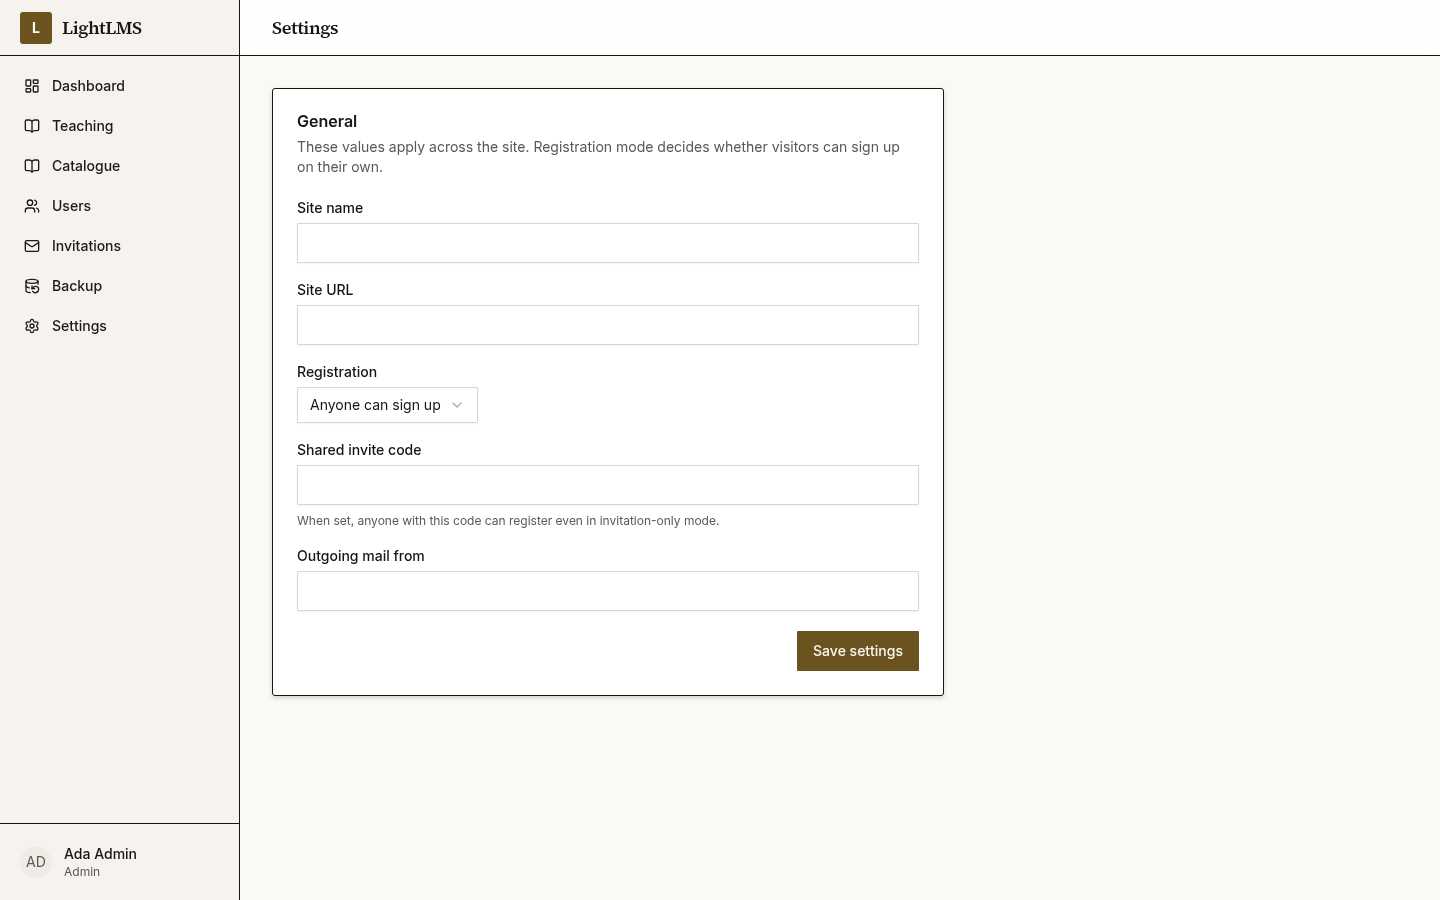 L
LightLMS
Settings
Dashboard
Teaching
Catalogue
Users
Invitations
Backup
Settings
General
These values apply across the site. Registration mode decides whether visitors can sign up
on their own.
Site name
Site URL
Registration
Anyone can sign up
Shared invite code
When set, anyone with this code can register even in invitation-only mode.
Outgoing mail from
Save settings
AD
Ada Admin
Admin